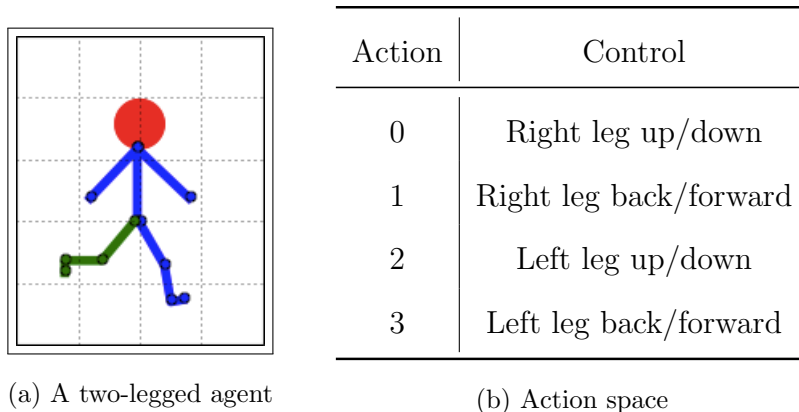 Action Control
0 Right leg up/down
1 Right leg back/forward
2 Left leg up/down
3 Left leg back/forward
(a) A two-legged agent
(b) Action space